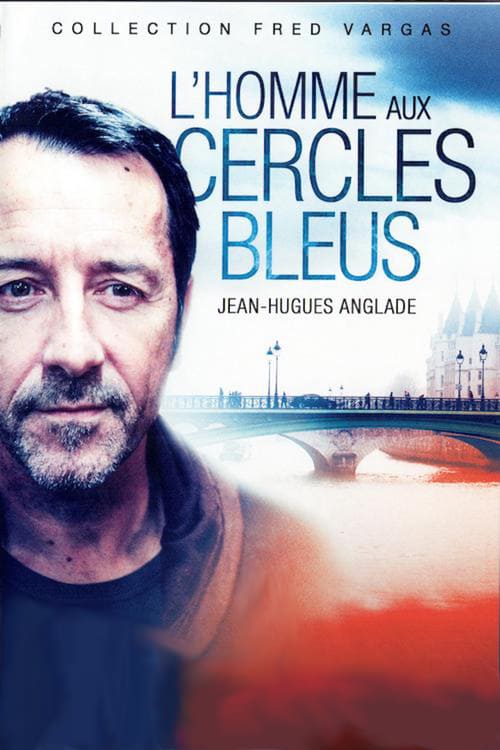 COLLECTION FRED VARGAS
L'HOMME AUX
CERCLES
BLEUS
JEAN-HUGUES ANGLADE